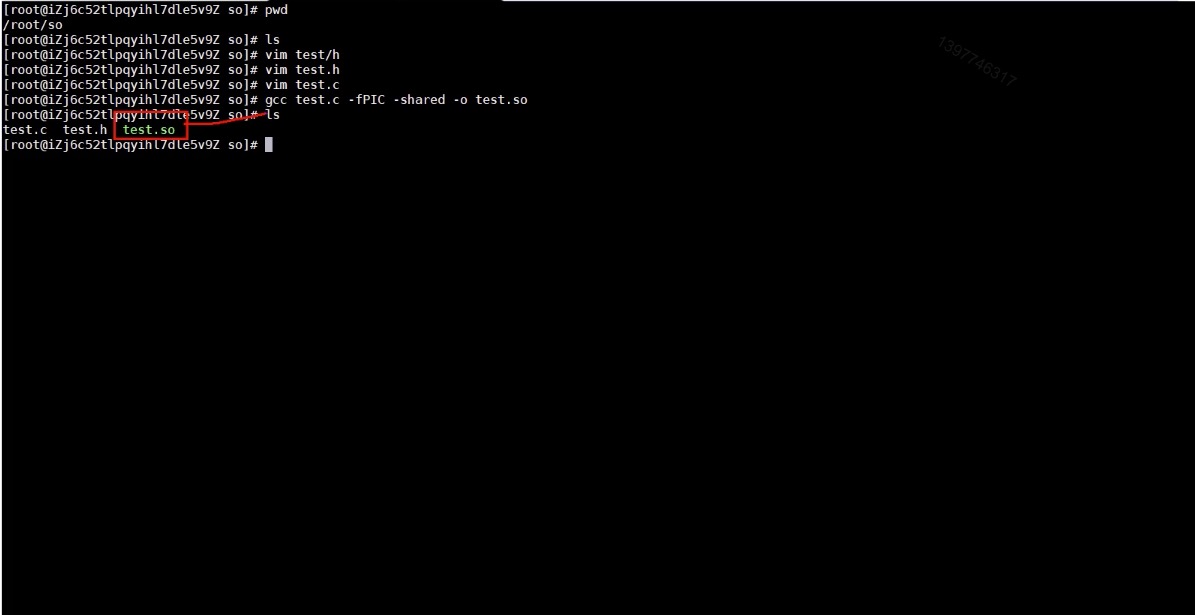 [root@iZj6c52tlpqyihl7dle5v9Z so]# pwd
/root/so
[root@iZj6c52tlpqyihl7dle5v9Z so]# ls
[root@iZj6c52tlpqyihl7dle5v9Z so]# vim test/h
[root@iZj6c52tlpqyihl7dle5v9Z so]# vim test.h
[root@iZj6c52tlpqyihl7dle5v9Z so]# vim test.c
[root@iZj6c52tlpqyihl7dle5v9Z so]# gcc test.c -fPIC -shared -o test.so
[root@iZj6c52tlpqyihl7dle5v9Z so]# ls
test.c  test.h  test.so
[root@iZj6c52tlpqyihl7dle5v9Z so]#
1397746317